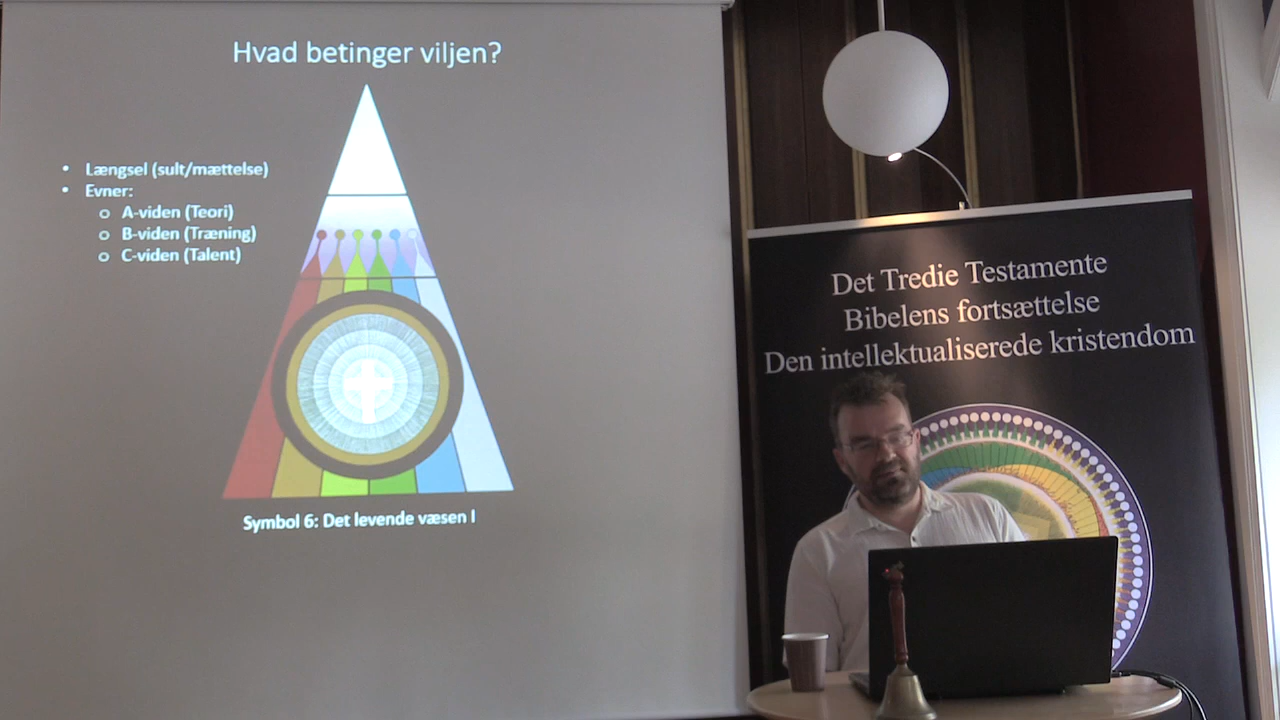 Hvad betinger viljen?
• Længsel (sult/mættelse)
• Evner:
o A-viden (Teori)
o B-viden (Træning)
o C-viden (Talent)
Symbol 6: Det levende væsen I
Det Tredie Testamente
Bibelens fortsættelse
Den intellektualiserede kristendom